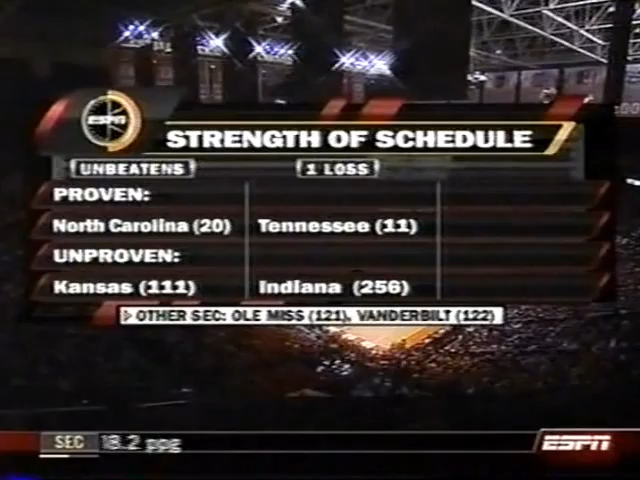 ESPN
STRENGTH OF SCHEDULE
UNBEATENS 1 LOSS
PROVEN:
North Carolina (20) Tennessee (11)
UNPROVEN:
Kansas (111) Indiana (256)
OTHER SEC: OLE MISS (121), VANDERBILT (122)
SEC 18.2 ppg ESPN